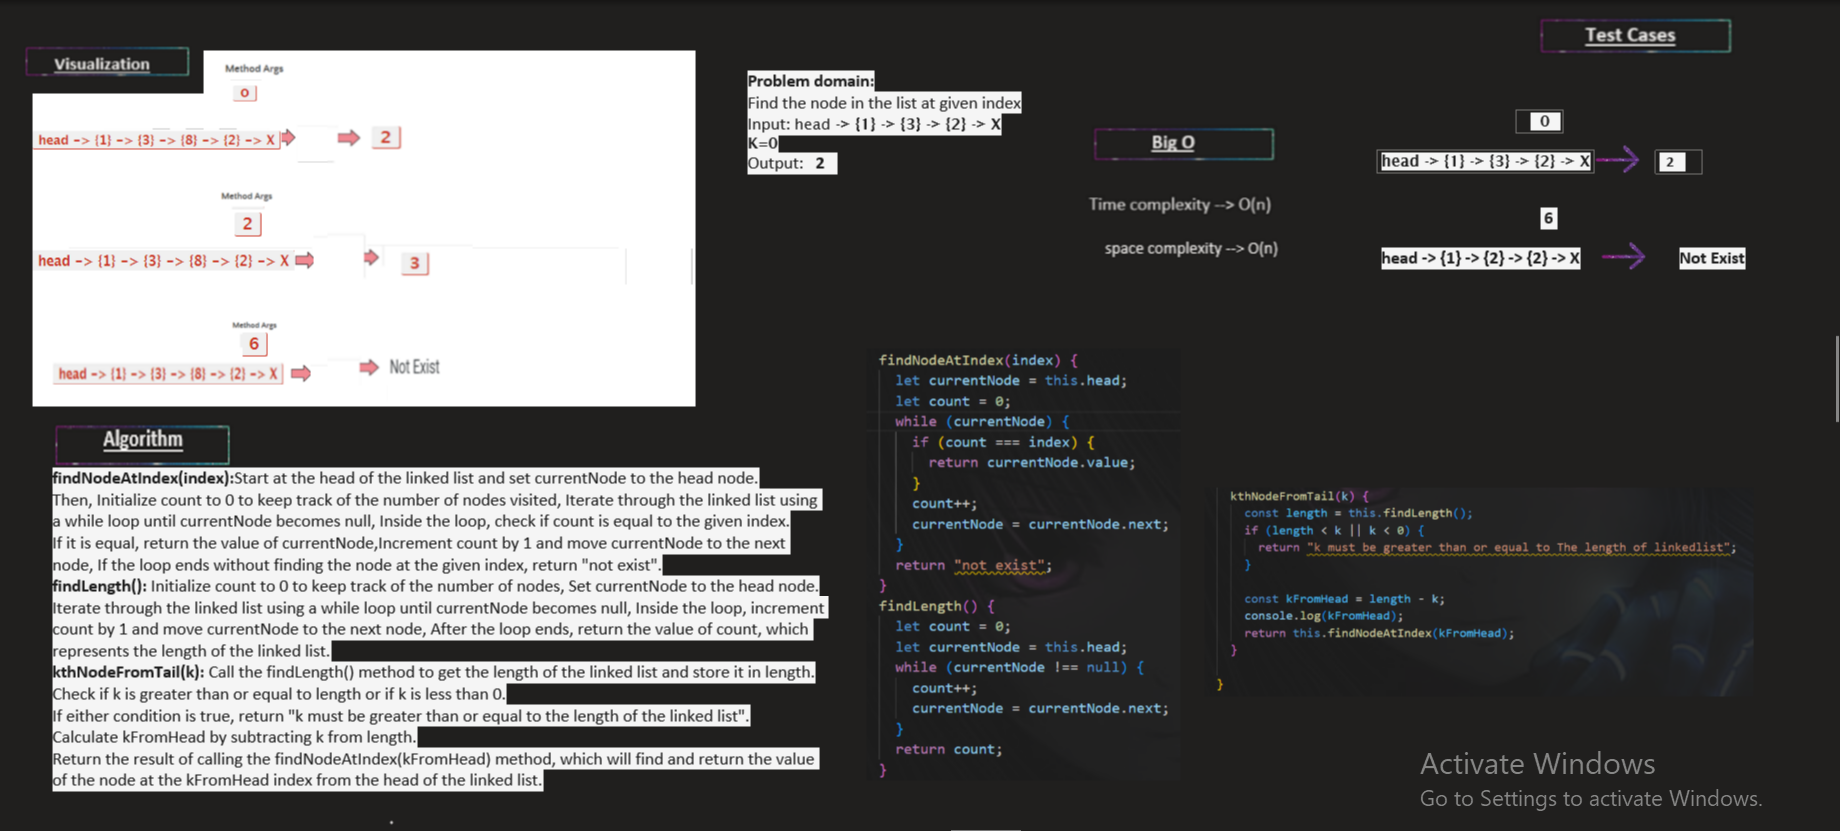 Visualization
Method Args
0
head -> {1} -> {3} -> {8} -> {2} -> X
2
Method Args
2
head -> {1} -> {3} -> {8} -> {2} -> X
3
Method Args
6
head -> {1} -> {3} -> {8} -> {2} -> X
Not Exist
Problem domain:
Find the node in the list at given index
Input: head -> {1} -> {3} -> {2} -> X
K=0
Output: 2
Big O
Time complexity --> O(n)
space complexity --> O(n)
Test Cases
0
head -> {1} -> {3} -> {2} -> X
2
6
head -> {1} -> {2} -> {2} -> X
Not Exist
Algorithm
findNodeAtIndex(index):Start at the head of the linked list and set currentNode to the head node.
Then, Initialize count to 0 to keep track of the number of nodes visited, Iterate through the linked list using
a while loop until currentNode becomes null, Inside the loop, check if count is equal to the given index.
If it is equal, return the value of currentNode,Increment count by 1 and move currentNode to the next
node, If the loop ends without finding the node at the given index, return "not exist".
findLength(): Initialize count to 0 to keep track of the number of nodes, Set currentNode to the head node.
Iterate through the linked list using a while loop until currentNode becomes null, Inside the loop, increment
count by 1 and move currentNode to the next node, After the loop ends, return the value of count, which
represents the length of the linked list.
kthNodeFromTail(k): Call the findLength() method to get the length of the linked list and store it in length.
Check if k is greater than or equal to length or if k is less than 0.
If either condition is true, return "k must be greater than or equal to the length of the linked list".
Calculate kFromHead by subtracting k from length.
Return the result of calling the findNodeAtIndex(kFromHead) method, which will find and return the value
of the node at the kFromHead index from the head of the linked list.
findNodeAtIndex(index) {
let currentNode = this.head;
let count = 0;
while (currentNode) {
if (count === index) {
return currentNode.value;
}
count++;
currentNode = currentNode.next;
}
return "not exist";
}
findLength() {
let count = 0;
let currentNode = this.head;
while (currentNode !== null) {
count++;
currentNode = currentNode.next;
}
return count;
}
kthNodeFromTail(k) {
const length = this.findLength();
if (length < k || k < 0) {
return "k must be greater than or equal to The length of linkedlist";
}
const kFromHead = length - k;
console.log(kFromHead);
return this.findNodeAtIndex(kFromHead);
}
}
Activate Windows
Go to Settings to activate Windows.